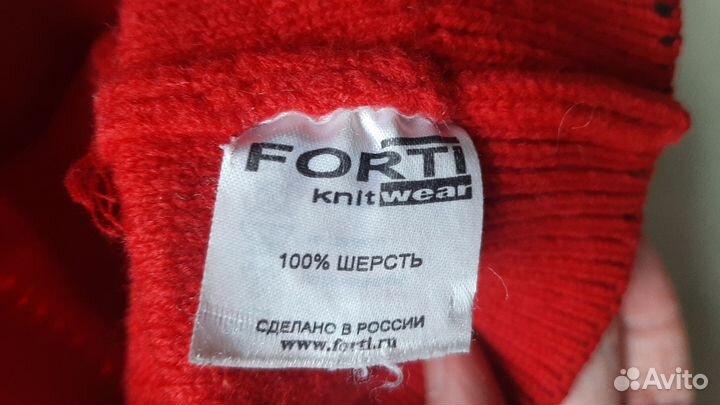 FORTI
knitwear
100% ШЕРСТЬ
СДЕЛАНО В РОССИИ
www.forti.ru
Avito